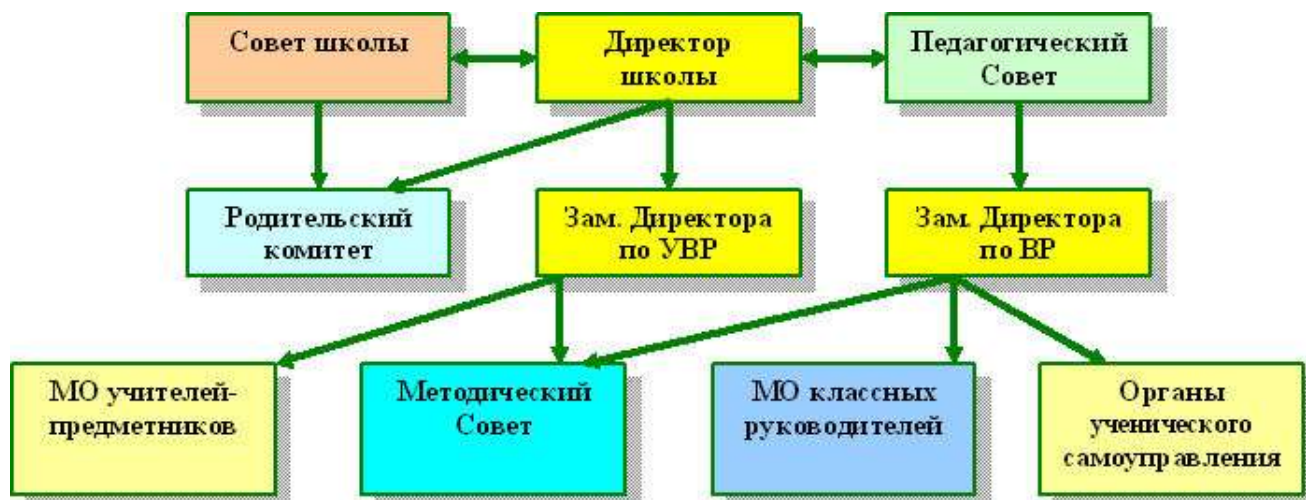 Совет школы
Директор
школы
Педагогический
Совет
Родительский
комитет
Зам. Директора
по УВР
Зам. Директора
по ВР
МО учителей-
предметников
Методический
Совет
МО классных
руководителей
Органы
ученического
самоуправления